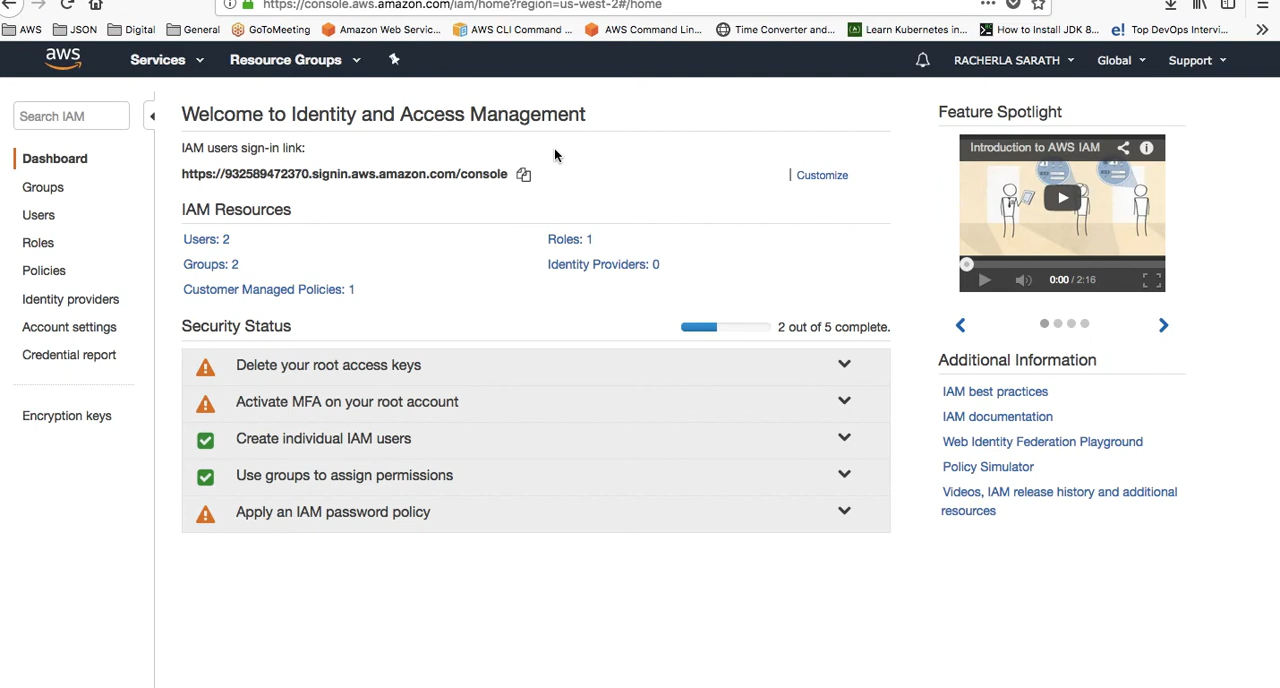 https://console.aws.amazon.com/iam/home?region=us-west-2#/home
AWS JSON Digital General GoToMeeting Amazon Web Servic... AWS CLI Command ... AWS Command Lin... Time Converter and... Learn Kubernetes in... How to Install JDK 8... e! Top DevOps Intervi...
aws Services Resource Groups RACHERLA SARATH Global Support
Search IAM
Dashboard
Groups
Users
Roles
Policies
Identity providers
Account settings
Credential report
Encryption keys
Welcome to Identity and Access Management
IAM users sign-in link:
https://932589472370.signin.aws.amazon.com/console | Customize
IAM Resources
Users: 2 Roles: 1
Groups: 2 Identity Providers: 0
Customer Managed Policies: 1
Security Status 2 out of 5 complete.
Delete your root access keys
Activate MFA on your root account
Create individual IAM users
Use groups to assign permissions
Apply an IAM password policy
Feature Spotlight
Introduction to AWS IAM
0:00 / 2:16
Additional Information
IAM best practices
IAM documentation
Web Identity Federation Playground
Policy Simulator
Videos, IAM release history and additional
resources